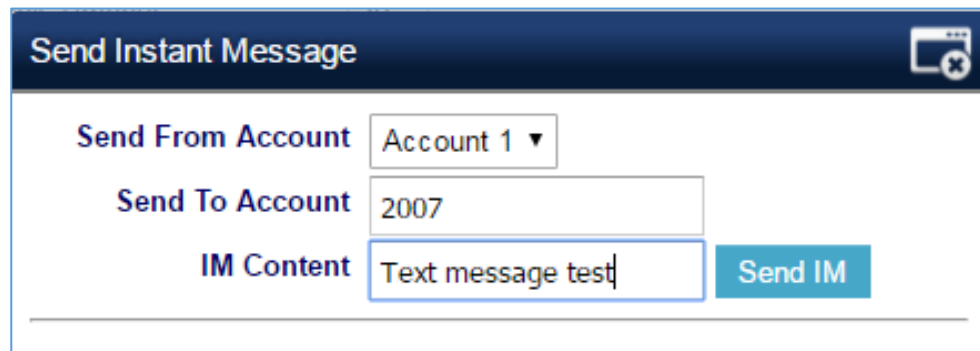 Send Instant Message
Send From Account Account 1
Send To Account 2007
IM Content Text message test Send IM